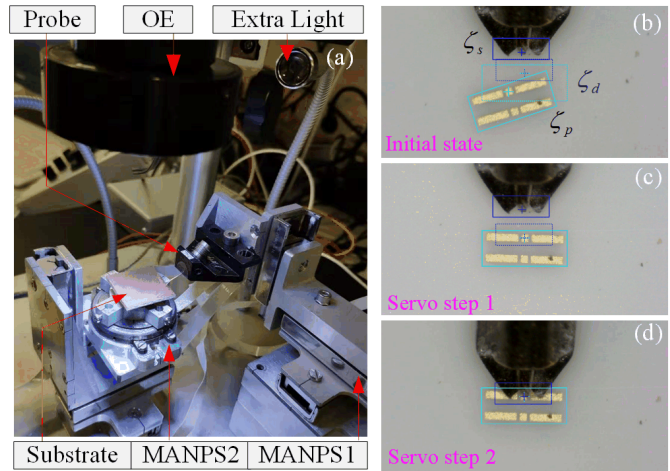 Probe OE Extra Light
(a)
Substrate MANPS2 MANPS1
(b)
ζs
ζd
ζp
Initial state
(c)
Servo step 1
(d)
Servo step 2